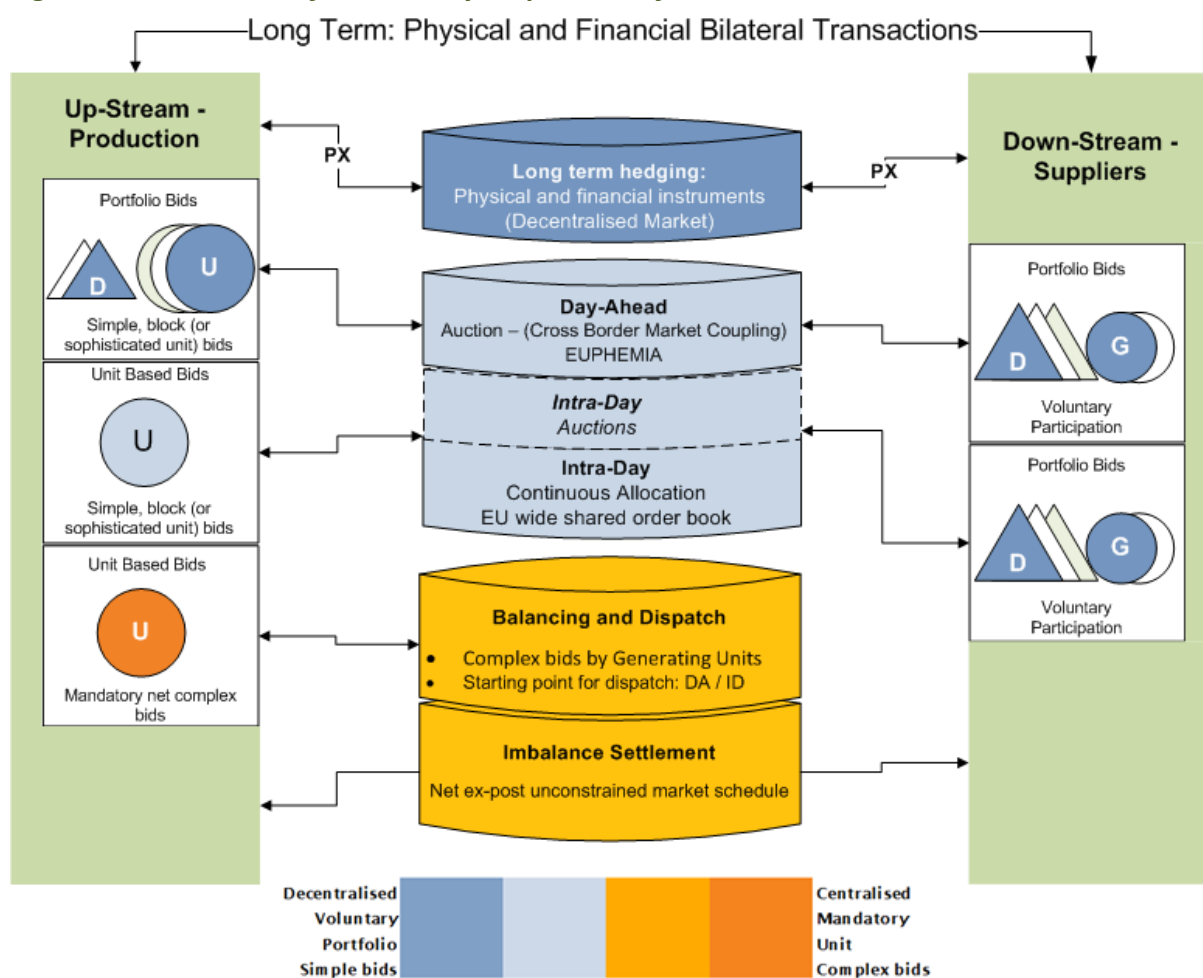 Long Term: Physical and Financial Bilateral Transactions
Up-Stream -
Production
Portfolio Bids
D
U
Simple, block (or
sophisticated unit) bids
Unit Based Bids
U
Simple, block (or
sophisticated unit) bids
Unit Based Bids
U
Mandatory net complex
bids
PX
Long term hedging:
Physical and financial instruments
(Decentralised Market)
PX
Day-Ahead
Auction – (Cross Border Market Coupling)
EUPHEMIA
Intra-Day
Auctions
Intra-Day
Continuous Allocation
EU wide shared order book
Balancing and Dispatch
• Complex bids by Generating Units
• Starting point for dispatch: DA / ID
Imbalance Settlement
Net ex-post unconstrained market schedule
Down-Stream -
Suppliers
Portfolio Bids
D
G
Voluntary
Participation
Portfolio Bids
D
G
Voluntary
Participation
Decentralised
Voluntary
Portfolio
Simple bids
Centralised
Mandatory
Unit
Complex bids